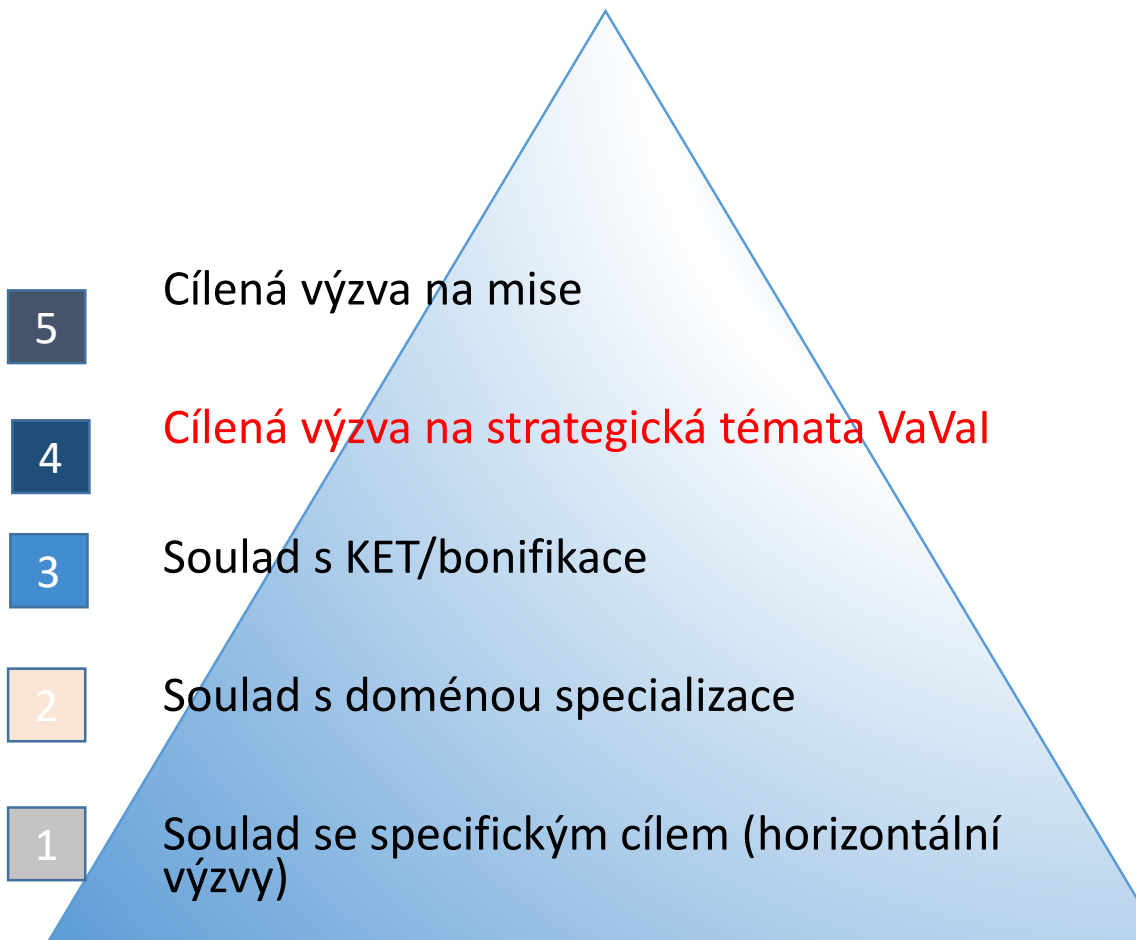 Cílená výzva na mise
5
Cílená výzva na strategická témata VaVaI
4
Soulad s KET/bonifikace
3
Soulad s doménou specializace
2
Soulad se specifickým cílem (horizontální
výzvy)
1